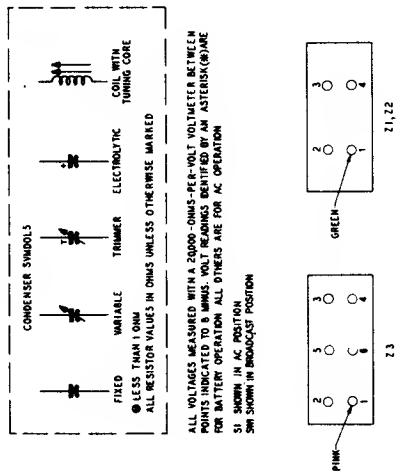 CONDENSER SYMBOLS
FIXED VARIABLE TRIMMER ELECTROLYTIC COIL WITH
TUNING CORE
⊕ LESS THAN 1 OHM
ALL RESISTOR VALUES IN OHMS UNLESS OTHERWISE MARKED
ALL VOLTAGES MEASURED WITH A 20,000-OHMS-PER-VOLT VOLTMETER BETWEEN
POINTS INDICATED TO B MINUS. VOLT READINGS IDENTIFIED BY AN ASTERISK(*)ARE
FOR BATTERY OPERATION ALL OTHERS ARE FOR AC OPERATION
S1 SHOWN IN AC POSITION
SW1 SHOWN IN BROADCAST POSITION
2 5 3
1 6 4
PINK
Z3
2 3
1 4
GREEN
Z1,Z2